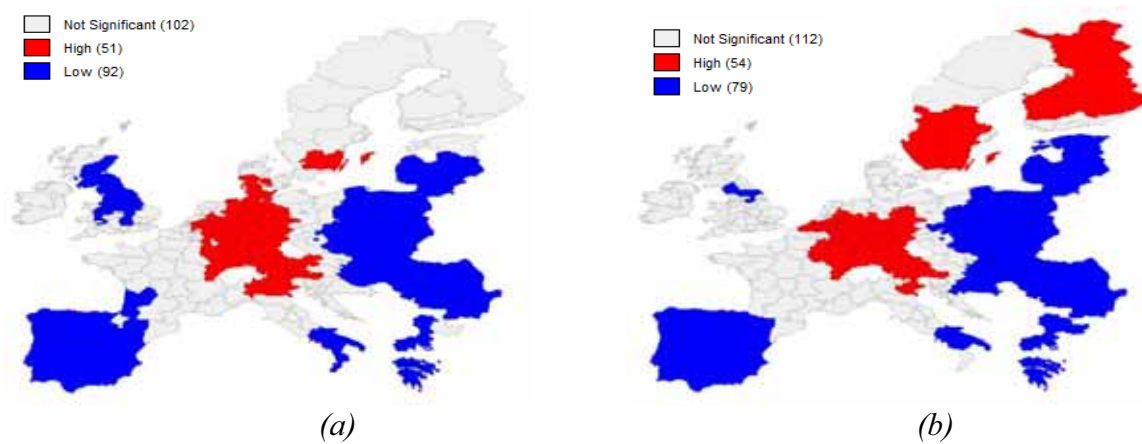 Not Significant (102)
High (51)
Low (92)
(a)
Not Significant (112)
High (54)
Low (79)
(b)